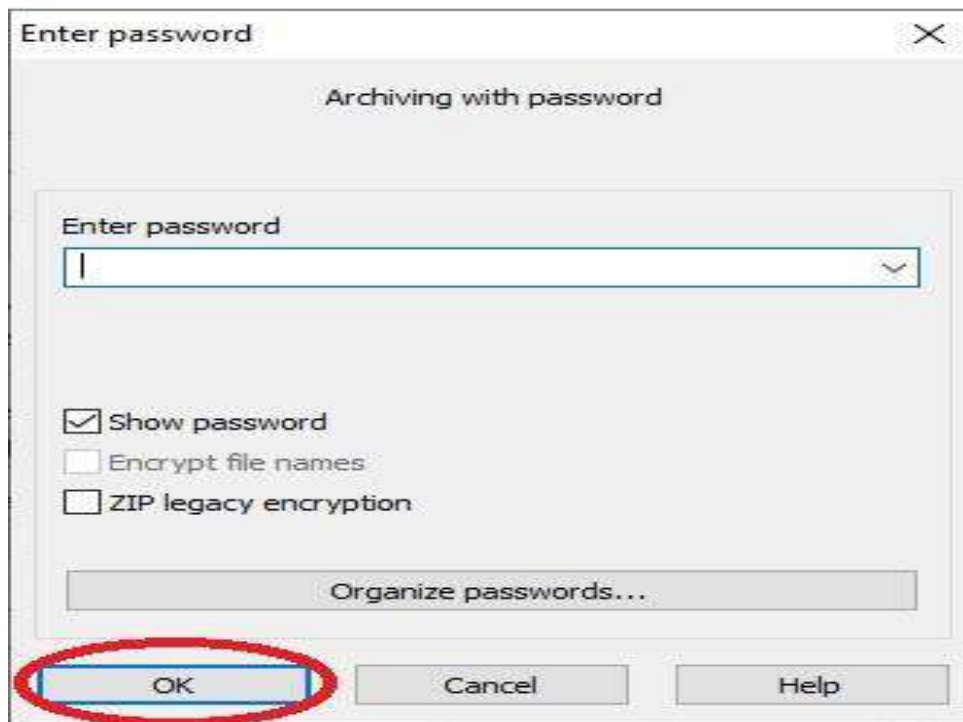 Enter password
Archiving with password
Enter password
Show password
Encrypt file names
ZIP legacy encryption
Organize passwords...
OK Cancel Help